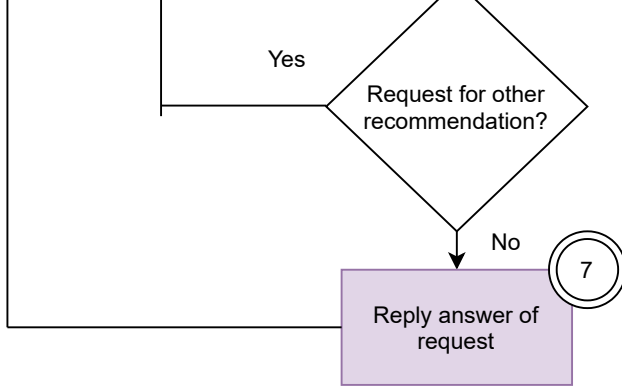 Yes
Request for other
recommendation?
No
7
Reply answer of
request